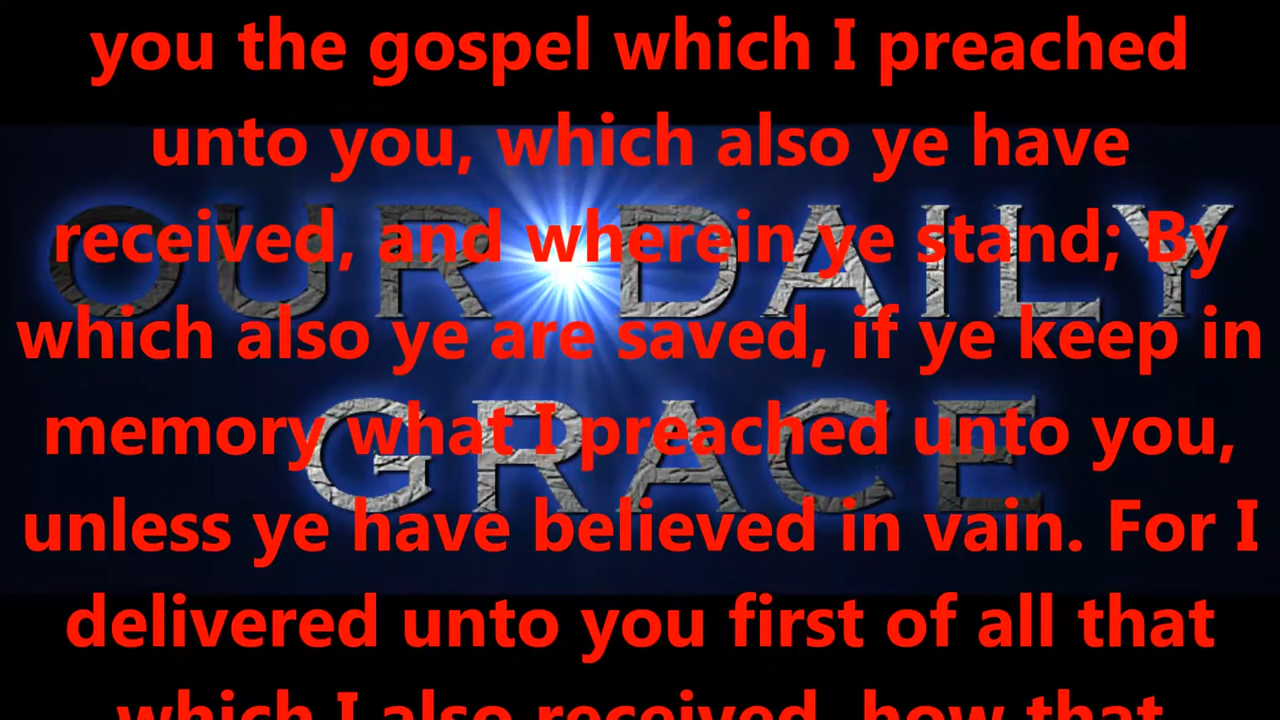 you the gospel which I preached
unto you, which also ye have
received, and wherein ye stand; By
which also ye are saved, if ye keep in
memory what I preached unto you,
unless ye have believed in vain. For I
delivered unto you first of all that
which I also received, how that
OUR DAILY
GRACE